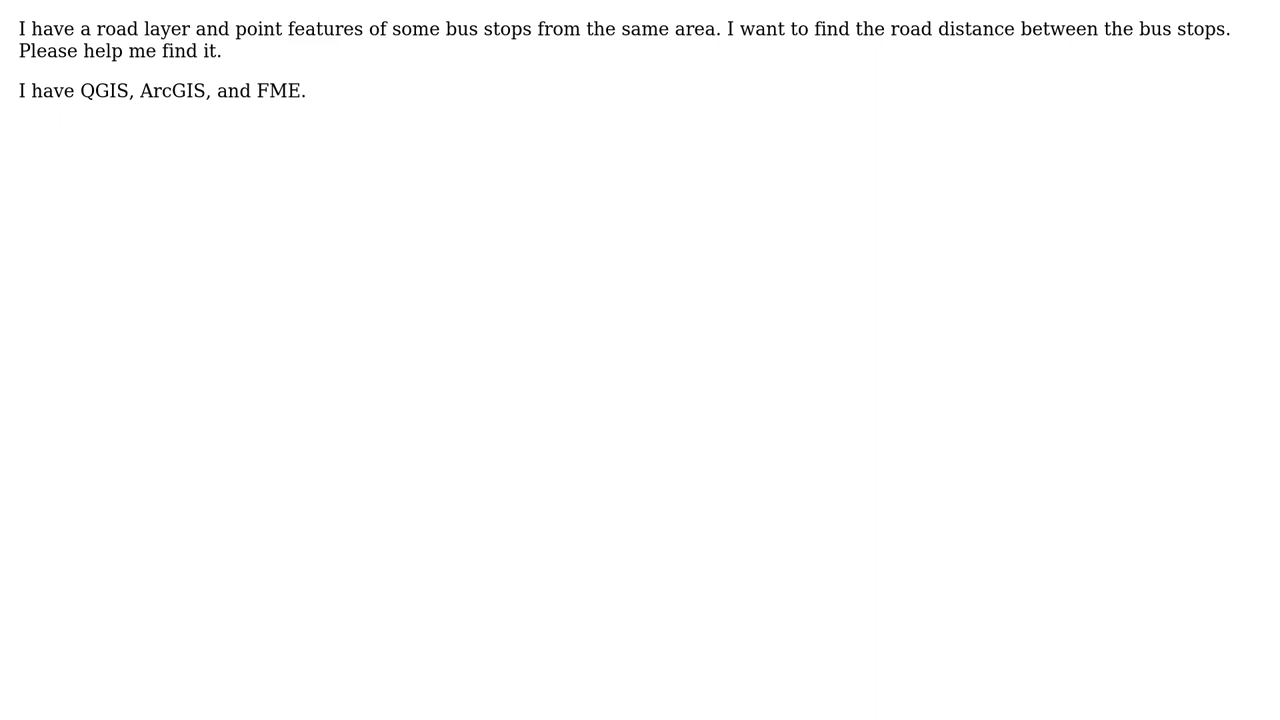 I have a road layer and point features of some bus stops from the same area. I want to find the road distance between the bus stops.
Please help me find it.
I have QGIS, ArcGIS, and FME.